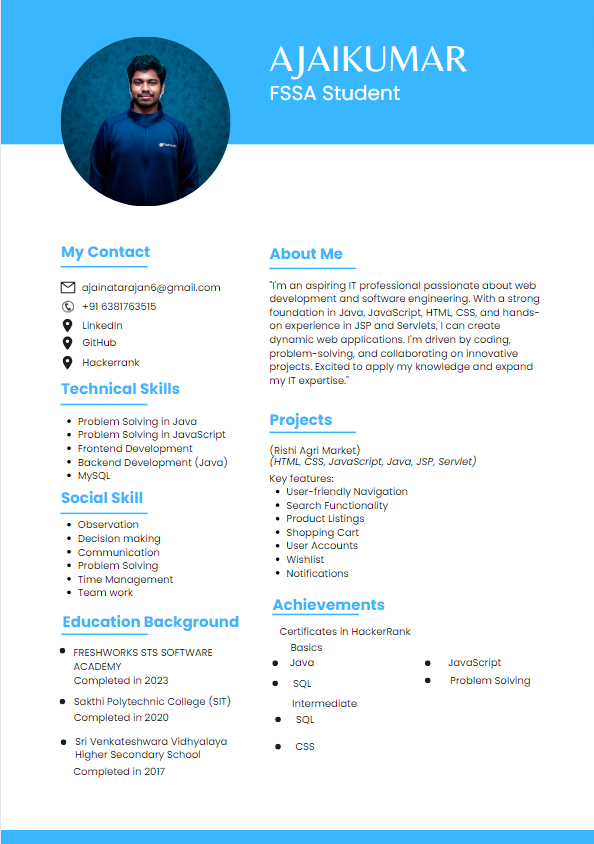 AJAIKUMAR
FSSA Student
My Contact
ajainatarajan6@gmail.com
+91 6381763515
LinkedIn
GitHub
Hackerrank
Technical Skills
Problem Solving in Java
Problem Solving in JavaScript
Frontend Development
Backend Development (Java)
MySQL
Social Skill
Observation
Decision making
Communication
Problem Solving
Time Management
Team work
Education Background
FRESHWORKS STS SOFTWARE
ACADEMY
Completed in 2023
Sakthi Polytechnic College (SIT)
Completed in 2020
Sri Venkateshwara Vidhyalaya
Higher Secondary School
Completed in 2017
About Me
"I'm an aspiring IT professional passionate about web
development and software engineering. With a strong
foundation in Java, JavaScript, HTML, CSS, and hands-
on experience in JSP and Servlets, I can create
dynamic web applications. I'm driven by coding,
problem-solving, and collaborating on innovative
projects. Excited to apply my knowledge and expand
my IT expertise."
Projects
(Rishi Agri Market)
(HTML, CSS, JavaScript, Java, JSP, Servlet)
Key features:
User-friendly Navigation
Search Functionality
Product Listings
Shopping Cart
User Accounts
Wishlist
Notifications
Achievements
Certificates in HackerRank
Basics
Java
JavaScript
SQL
Problem Solving
Intermediate
SQL
CSS